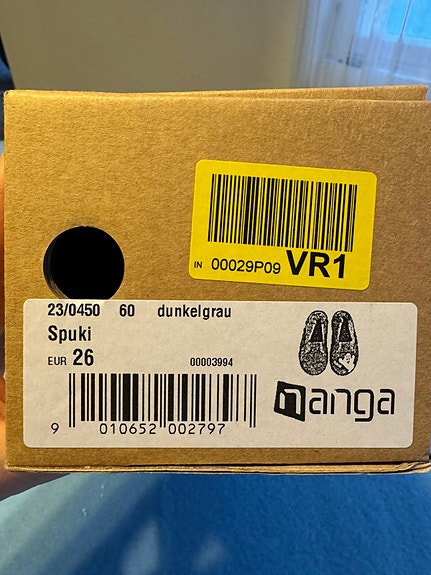 IN 00029P09 VR1
23/0450 60 dunkelgrau
Spuki
EUR 26 00003994
nanga
9 010652 002797